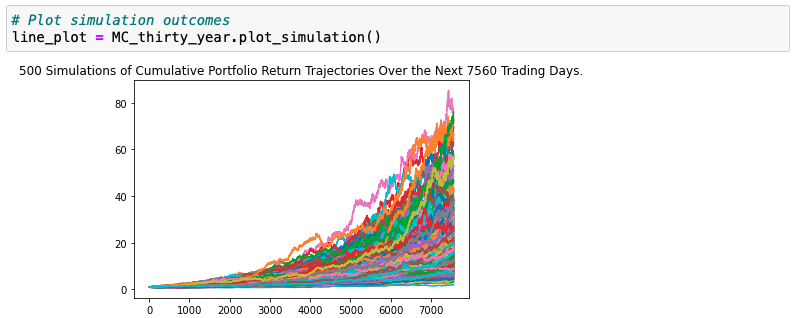 # Plot simulation outcomes
line_plot = MC_thirty_year.plot_simulation()
500 Simulations of Cumulative Portfolio Return Trajectories Over the Next 7560 Trading Days.
80
60
40
20
0
0 1000 2000 3000 4000 5000 6000 7000